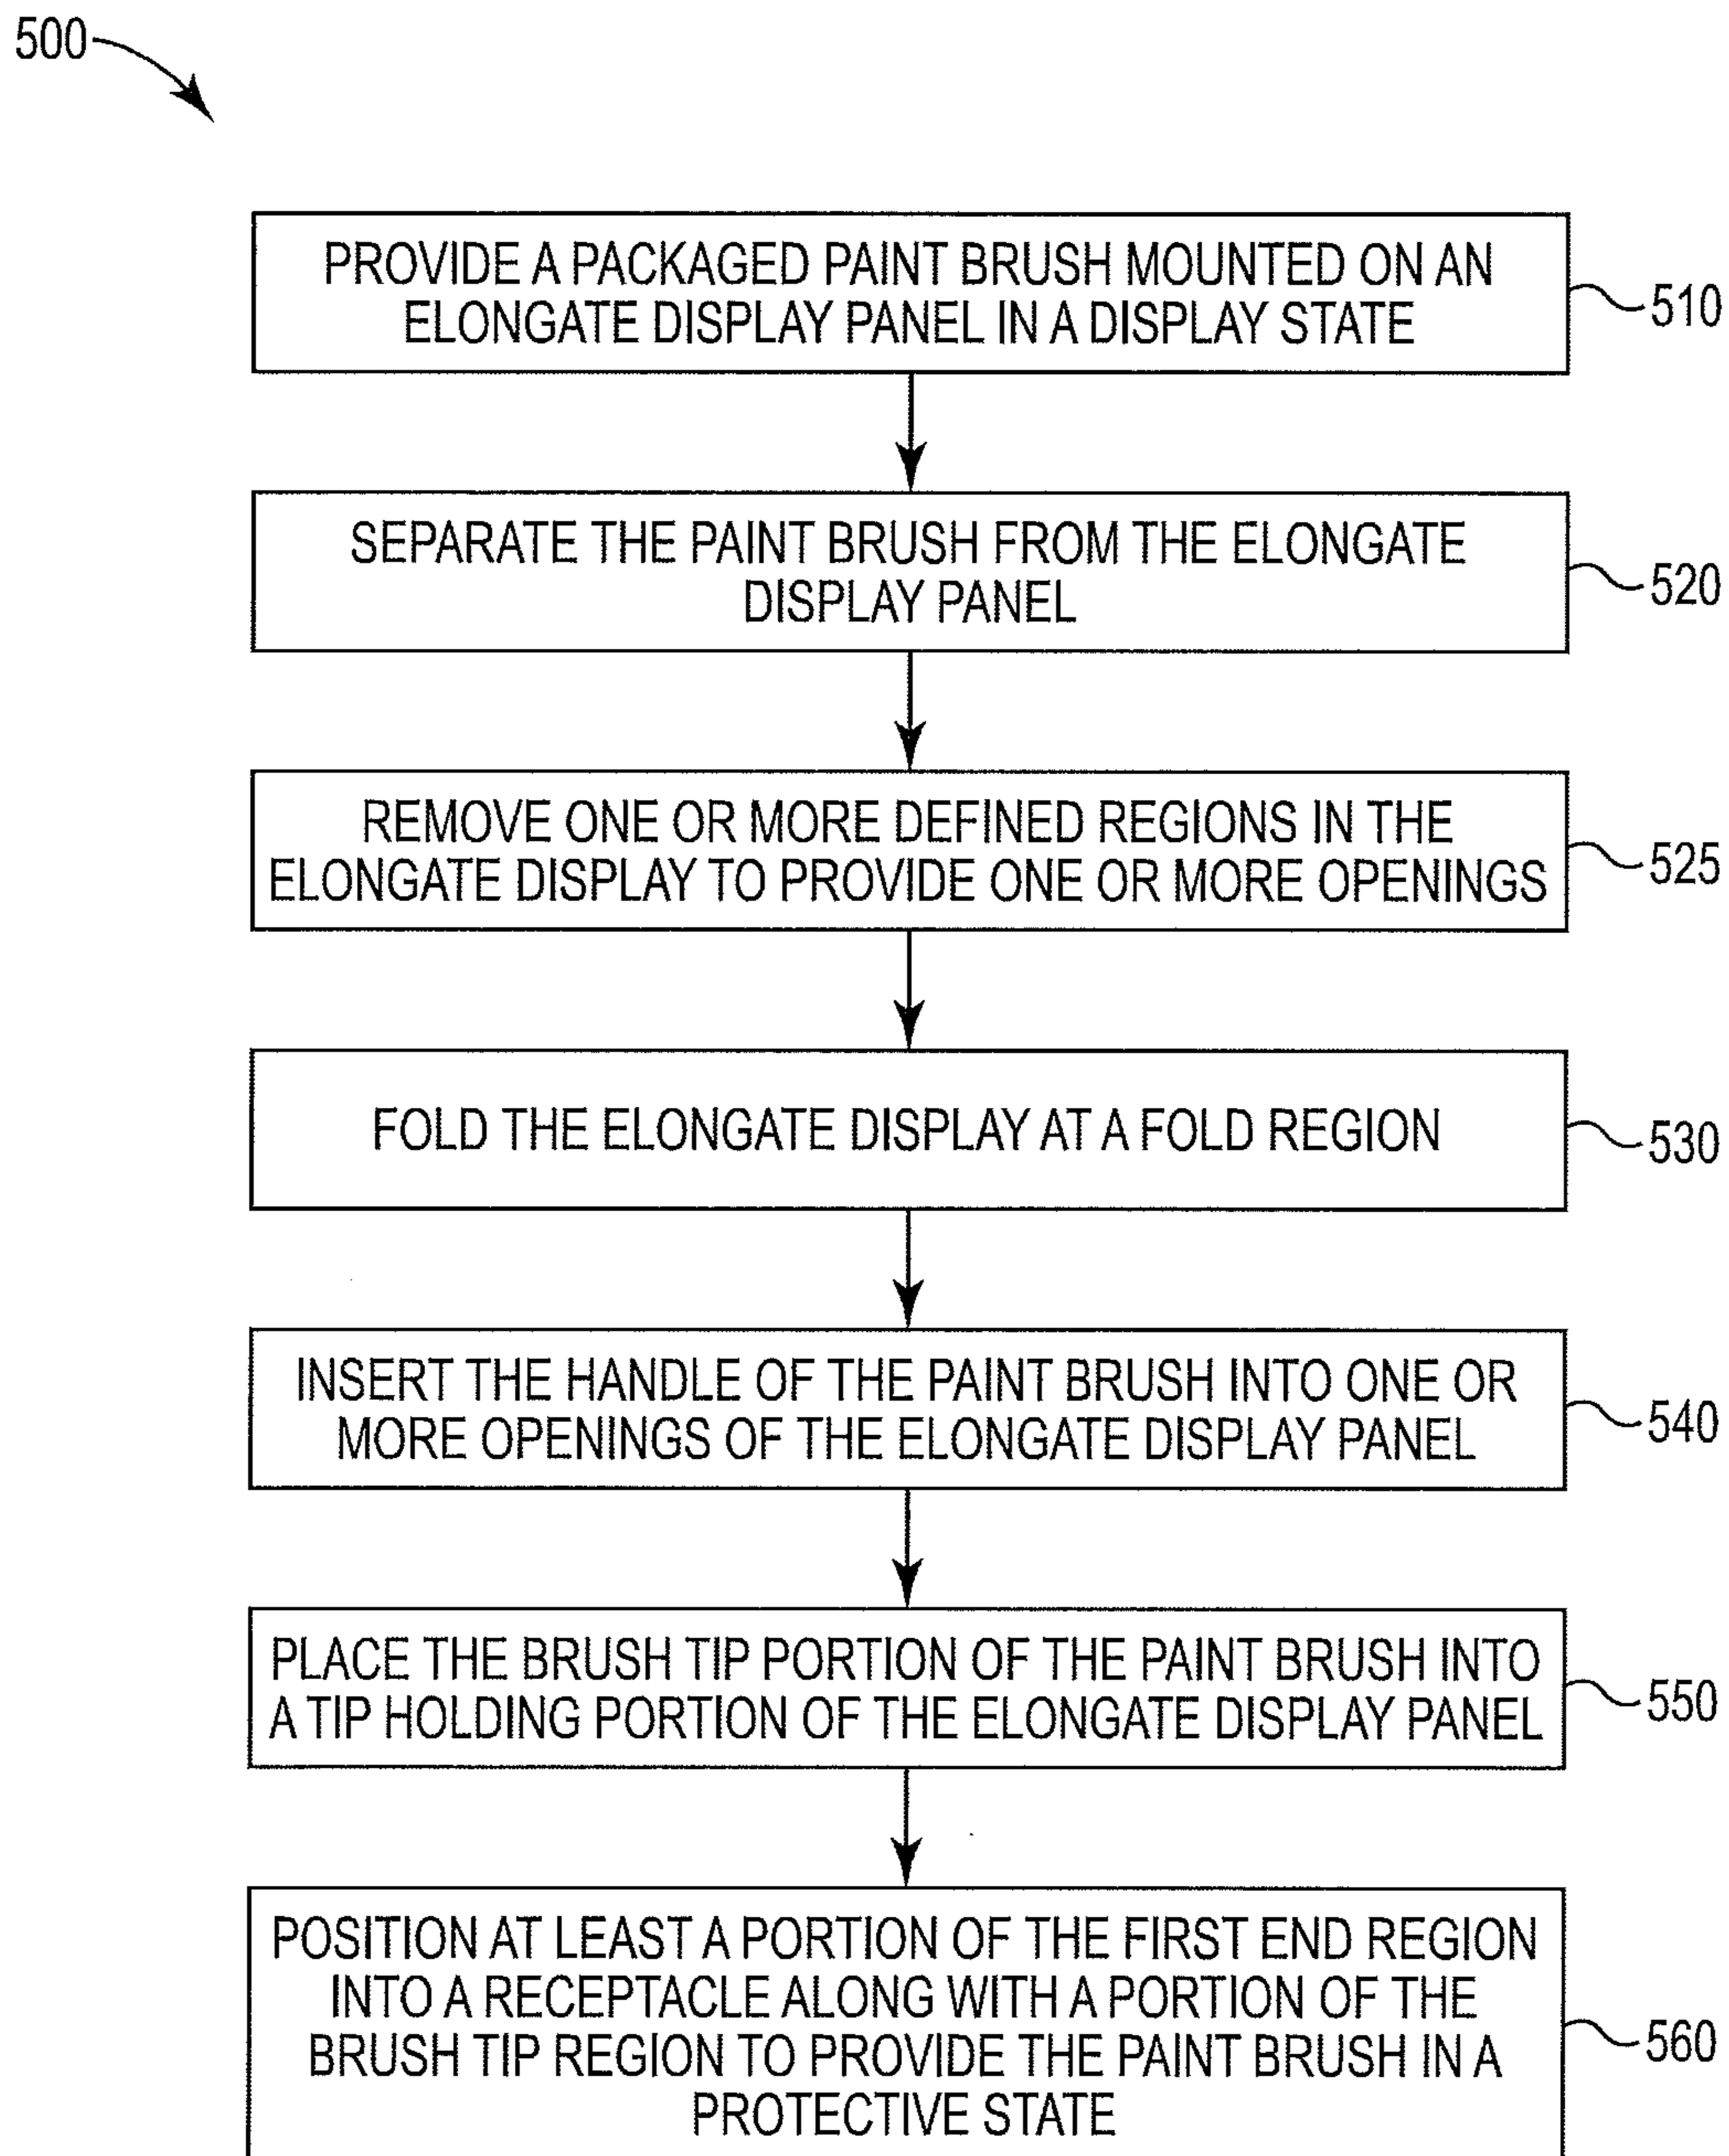 500
PROVIDE A PACKAGED PAINT BRUSH MOUNTED ON AN
ELONGATE DISPLAY PANEL IN A DISPLAY STATE
510
SEPARATE THE PAINT BRUSH FROM THE ELONGATE
DISPLAY PANEL
520
REMOVE ONE OR MORE DEFINED REGIONS IN THE
ELONGATE DISPLAY TO PROVIDE ONE OR MORE OPENINGS
525
FOLD THE ELONGATE DISPLAY AT A FOLD REGION
530
INSERT THE HANDLE OF THE PAINT BRUSH INTO ONE OR
MORE OPENINGS OF THE ELONGATE DISPLAY PANEL
540
PLACE THE BRUSH TIP PORTION OF THE PAINT BRUSH INTO
A TIP HOLDING PORTION OF THE ELONGATE DISPLAY PANEL
550
POSITION AT LEAST A PORTION OF THE FIRST END REGION
INTO A RECEPTACLE ALONG WITH A PORTION OF THE
BRUSH TIP REGION TO PROVIDE THE PAINT BRUSH IN A
PROTECTIVE STATE
560